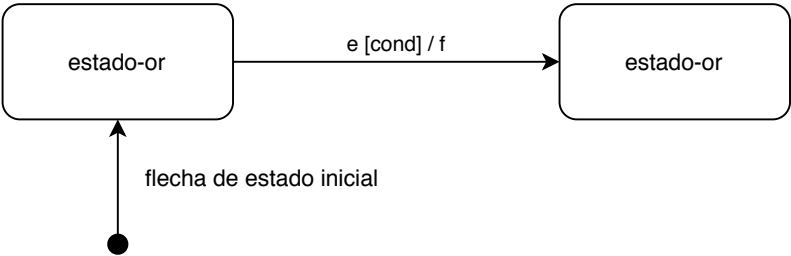 e [cond] / f
estado-or
estado-or
flecha de estado inicial